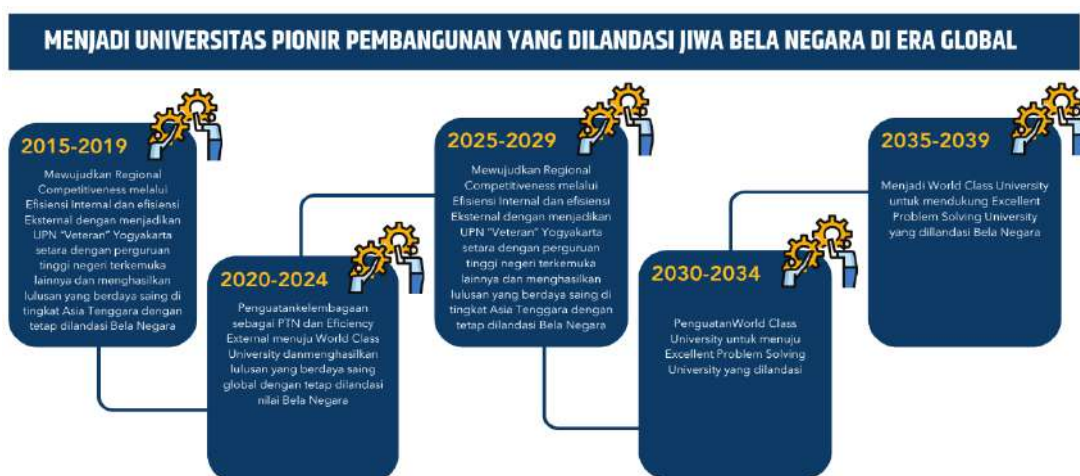 MENJADI UNIVERSITAS PIONIR PEMBANGUNAN YANG DILANDASI JIWA BELA NEGARA DI ERA GLOBAL
2015-2019
Mewujudkan Regional
Competitiveness melalui
Efisiensi Internal dan efisiensi
Eksternal dengan menjadikan
UPN "Veteran" Yogyakarta
setara dengan perguruan
tinggi negeri terkemuka
lainnya dan menghasilkan
lulusan yang berdaya saing di
tingkat Asia Tenggara dengan
tetap dilandasi Bela Negara
2020-2024
Penguatankelembagaan
sebagai PTN dan Eficiency
External menuju World Class
University danmenghasilkan
lulusan yang berdaya saing
global dengan tetap dilandasi
nilai Bela Negara
2025-2029
Mewujudkan Regional
Competitiveness melalui
Efisiensi Internal dan efisiensi
Eksternal dengan menjadikan
UPN "Veteran" Yogyakarta
setara dengan perguruan
tinggi negeri terkemuka
lainnya dan menghasilkan
lulusan yang berdaya saing di
tingkat Asia Tenggara dengan
tetap dilandasi Bela Negara
2030-2034
PenguatanWorld Class
University untuk menuju
Excellent Problem Solving
University yang dilandasi
2035-2039
Menjadi World Class University
untuk mendukung Excellent
Problem Solving University
yang dillandasi Bela Negara